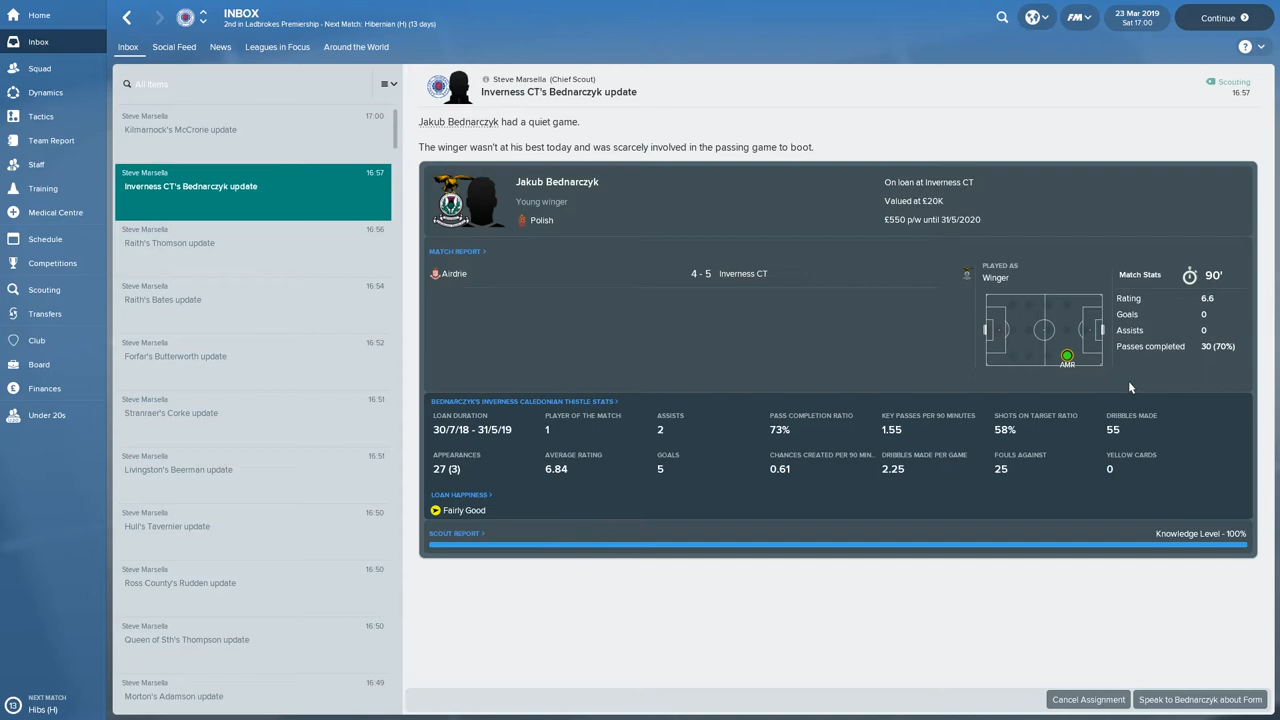 Home
Inbox
Squad
Dynamics
Tactics
Team Report
Staff
Training
Medical Centre
Schedule
Competitions
Scouting
Transfers
Club
Board
Finances
Under 20s
13
NEXT MATCH
Hibs (H)
INBOX
2nd in Ladbrokes Premiership - Next Match: Hibernian (H) (13 days)
FM
23 Mar 2019
Sat 17:00
Continue
Inbox
Social Feed
News
Leagues in Focus
Around the World
?
All Items
Steve Marsella 17:00
Kilmarnock's McCrorie update
Steve Marsella 16:57
Inverness CT's Bednarczyk update
Steve Marsella 16:56
Raith's Thomson update
Steve Marsella 16:54
Raith's Bates update
Steve Marsella 16:52
Forfar's Butterworth update
Steve Marsella 16:51
Stranraer's Corke update
Steve Marsella 16:51
Livingston's Beerman update
Steve Marsella 16:50
Hull's Tavernier update
Steve Marsella 16:50
Ross County's Rudden update
Steve Marsella 16:50
Queen of Sth's Thompson update
Steve Marsella 16:49
Morton's Adamson update
Steve Marsella (Chief Scout)
Inverness CT's Bednarczyk update
Scouting
16:57
Jakub Bednarczyk had a quiet game.
The winger wasn't at his best today and was scarcely involved in the passing game to boot.
Jakub Bednarczyk
Young winger
Polish
On loan at Inverness CT
Valued at £20K
£550 p/w until 31/5/2020
MATCH REPORT >
Airdrie 4 - 5 Inverness CT
PLAYED AS
Winger
AMR
Match Stats 90'
Rating 6.6
Goals 0
Assists 0
Passes completed 30 (70%)
BEDNARCZYK'S INVERNESS CALEDONIAN THISTLE STATS >
LOAN DURATION PLAYER OF THE MATCH ASSISTS PASS COMPLETION RATIO KEY PASSES PER 90 MINUTES SHOTS ON TARGET RATIO DRIBBLES MADE
30/7/18 - 31/5/19 1 2 73% 1.55 58% 55
APPEARANCES AVERAGE RATING GOALS CHANCES CREATED PER 90 MIN... DRIBBLES MADE PER GAME FOULS AGAINST YELLOW CARDS
27 (3) 6.84 5 0.61 2.25 25 0
LOAN HAPPINESS >
Fairly Good
SCOUT REPORT > Knowledge Level - 100%
Cancel Assignment
Speak to Bednarczyk about Form